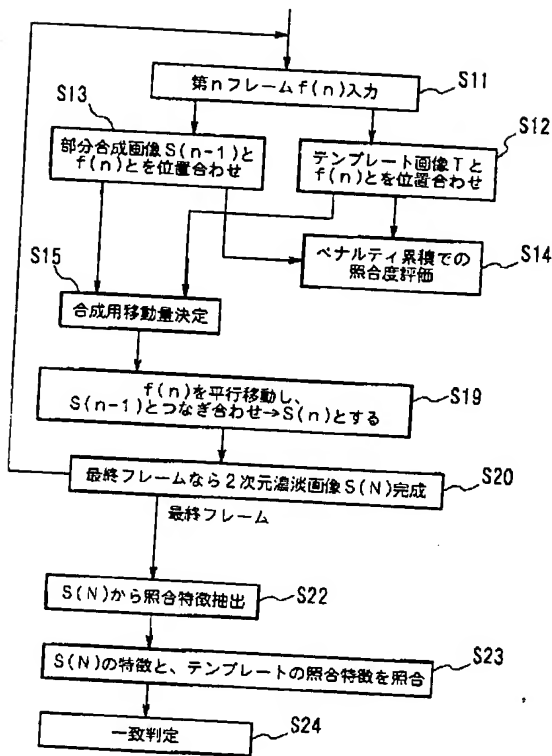 第nフレームf(n)入力
S11
S13
部分合成画像S(n-1)と
f(n)とを位置合わせ
S12
テンプレート画像Tと
f(n)とを位置合わせ
S14
ペナルティ累積での
照合度評価
S15
合成用移動量決定
f(n)を平行移動し、
S(n-1)とつなぎ合わせ→S(n)とする
S19
最終フレームなら2次元濃淡画像S(N)完成
S20
最終フレーム
S(N)から照合特徴抽出
S22
S(N)の特徴と、テンプレートの照合特徴を照合
S23
一致判定
S24